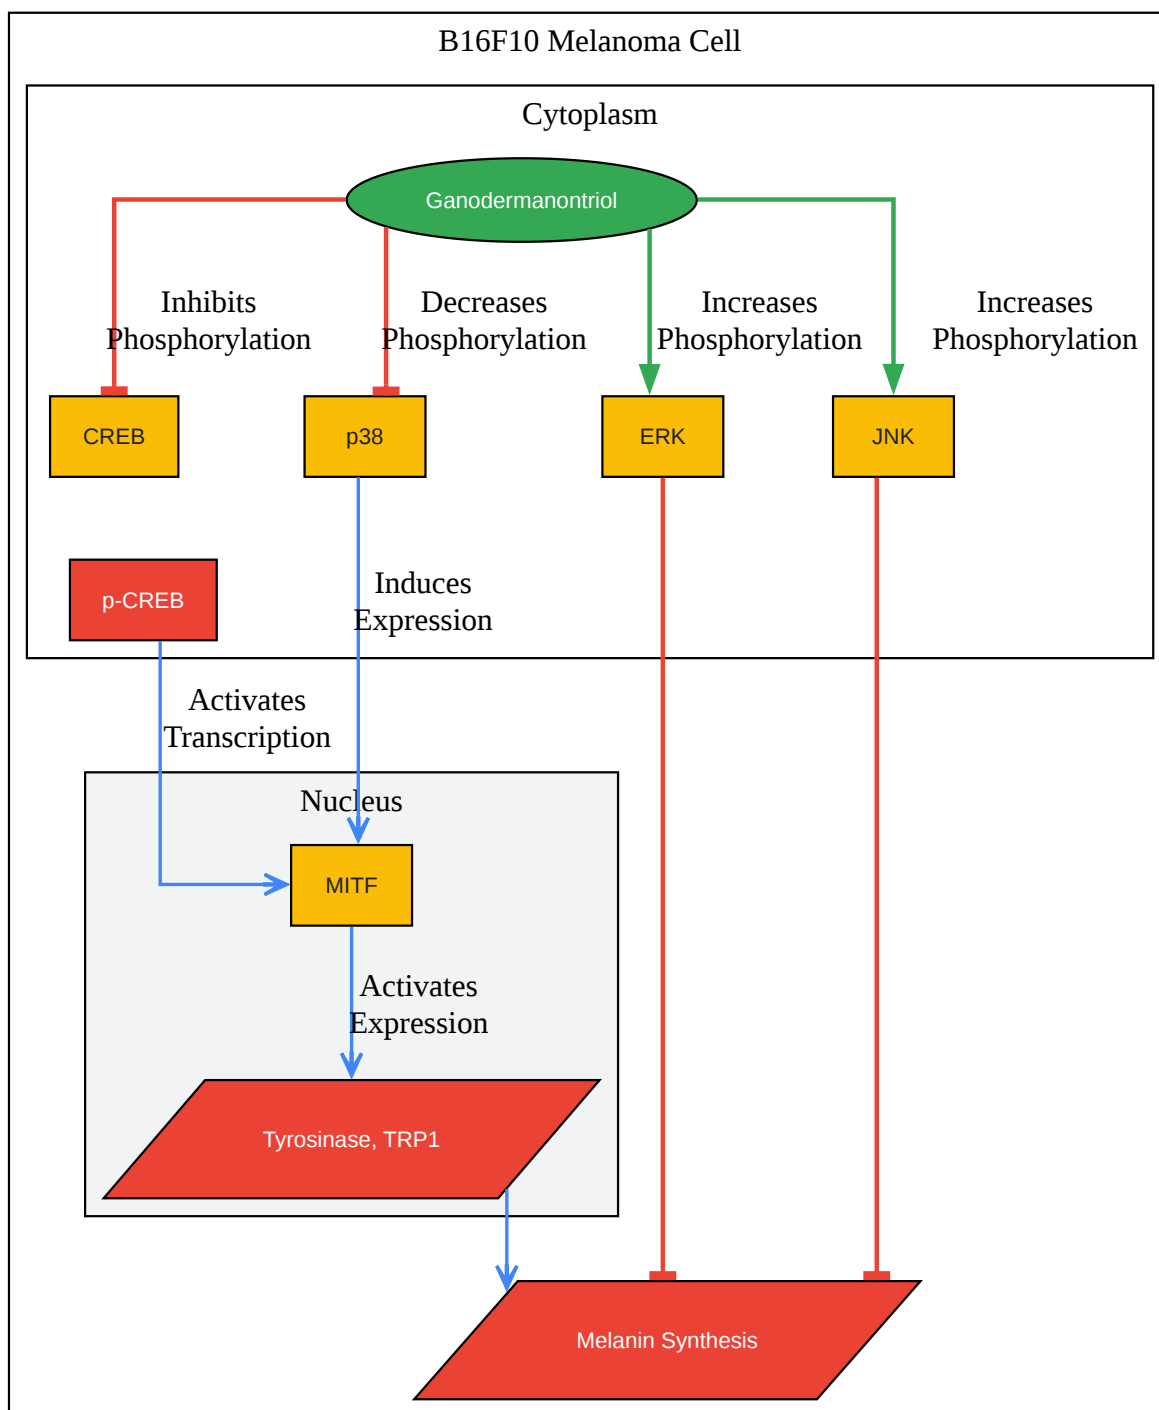 B16F10 Melanoma Cell
Cytoplasm
Ganodermanontriol
Inhibits
Phosphorylation
Decreases
Phosphorylation
Increases
Phosphorylation
Increases
Phosphorylation
CREB
p38
ERK
JNK
p-CREB
Induces
Expression
Activates
Transcription
Nucleus
MITF
Activates
Expression
Tyrosinase, TRP1
Melanin Synthesis